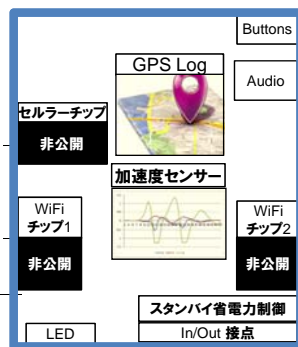 Buttons
GPS Log
Audio
セルラーチップ
非公開
加速度センサー
WiFi
チップ1
非公開
WiFi
チップ2
非公開
スタンバイ省電力制御
LED
In/Out 接点